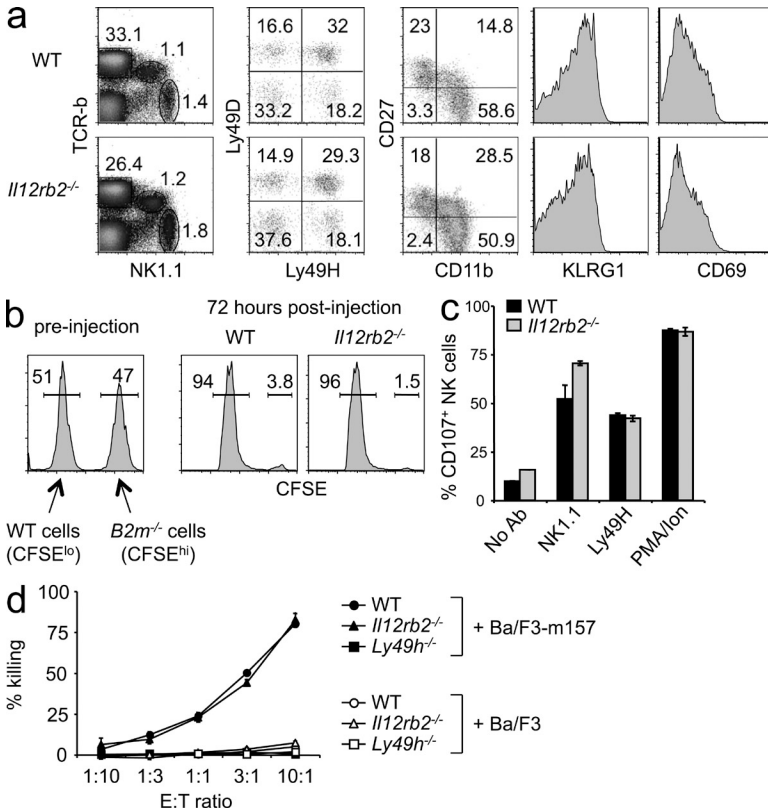 a
WT
Il12rb2-/-
TCR-b
33.1
1.1
1.4
26.4
1.2
1.8
NK1.1
Ly49D
16.6 32
33.2 18.2
14.9 29.3
37.6 18.1
Ly49H
CD27
23 14.8
3.3 58.6
18 28.5
2.4 50.9
CD11b
KLRG1
CD69
b
pre-injection
51 47
WT cells
(CFSElo)
B2m-/- cells
(CFSEhi)
72 hours post-injection
WT Il12rb2-/-
94 3.8
96 1.5
CFSE
c
% CD107+ NK cells
100
75
50
25
0
WT
Il12rb2-/-
No Ab
NK1.1
Ly49H
PMA/Ion
d
% killing
100
75
50
25
0
1:10 1:3 1:1 3:1 10:1
E:T ratio
WT
Il12rb2-/-
Ly49h-/-
+ Ba/F3-m157
WT
Il12rb2-/-
Ly49h-/-
+ Ba/F3